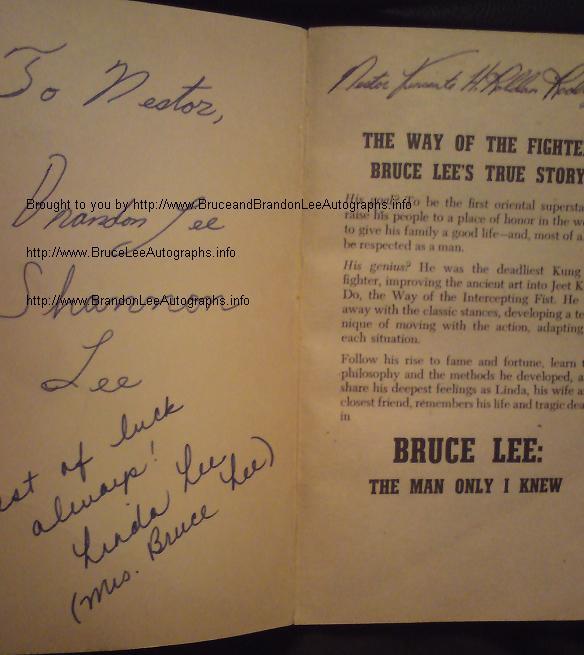 To Nestor,
Brandon Lee
Shannon
Lee
Best of luck
always!
Linda Lee
(Mrs. Bruce Lee)
Brought to you by http://www.BruceandBrandonLeeAutographs.info
http://www.BruceLeeAutographs.info
http://www.BrandonLeeAutographs.info
Nestor
THE WAY OF THE FIGHTE
BRUCE LEE'S TRUE STORY
His goal? To be the first oriental supersta
raise his people to a place of honor in the w
to give his family a good life—and, most of a
be respected as a man.
His genius? He was the deadliest Kung
fighter, improving the ancient art into Jeet K
Do, the Way of the Intercepting Fist. He
away with the classic stances, developing a te
nique of moving with the action, adapting
each situation.
Follow his rise to fame and fortune, learn t
philosophy and the methods he developed, a
share his deepest feelings as Linda, his wife a
closest friend, remembers his life and tragic dea
in
BRUCE LEE:
THE MAN ONLY I KNEW